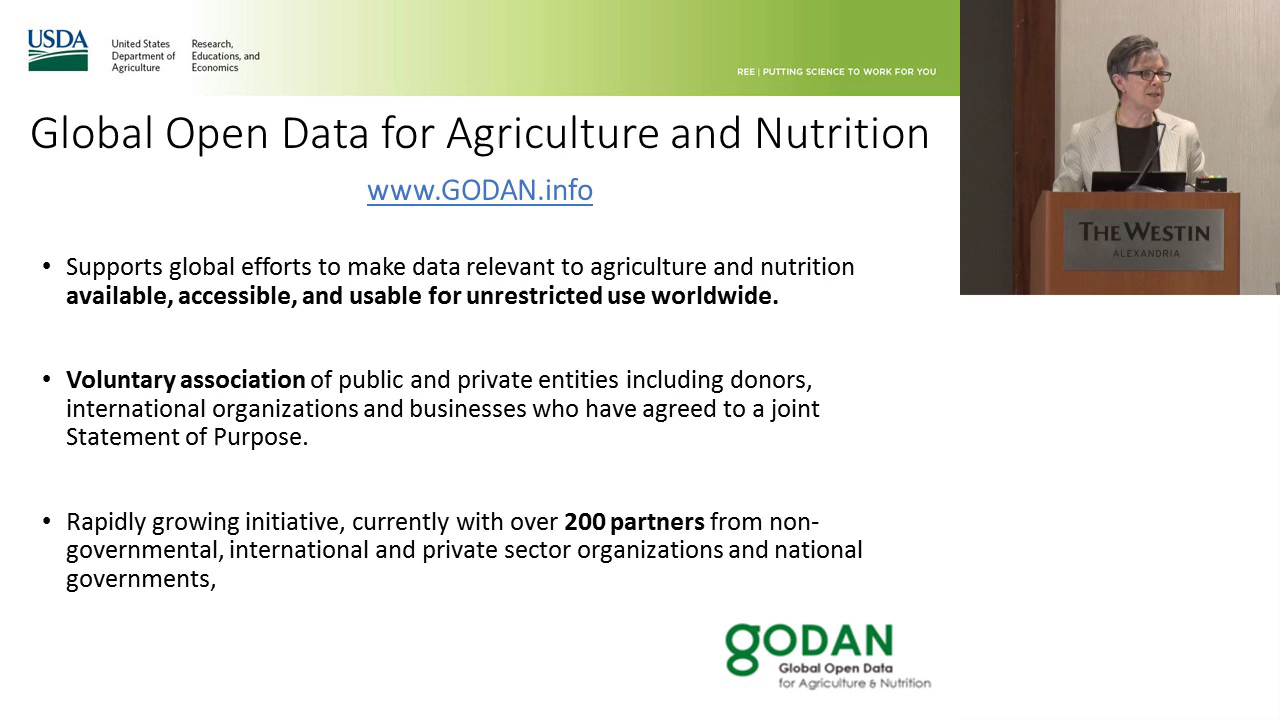 USDA
United States
Department of
Agriculture
Research,
Educations, and
Economics
REE | PUTTING SCIENCE TO WORK FOR YOU
Global Open Data for Agriculture and Nutrition
www.GODAN.info
• Supports global efforts to make data relevant to agriculture and nutrition
available, accessible, and usable for unrestricted use worldwide.
• Voluntary association of public and private entities including donors,
international organizations and businesses who have agreed to a joint
Statement of Purpose.
• Rapidly growing initiative, currently with over 200 partners from non-
governmental, international and private sector organizations and national
governments,
gODAN
Global Open Data
for Agriculture & Nutrition
THE WESTIN
ALEXANDRIA